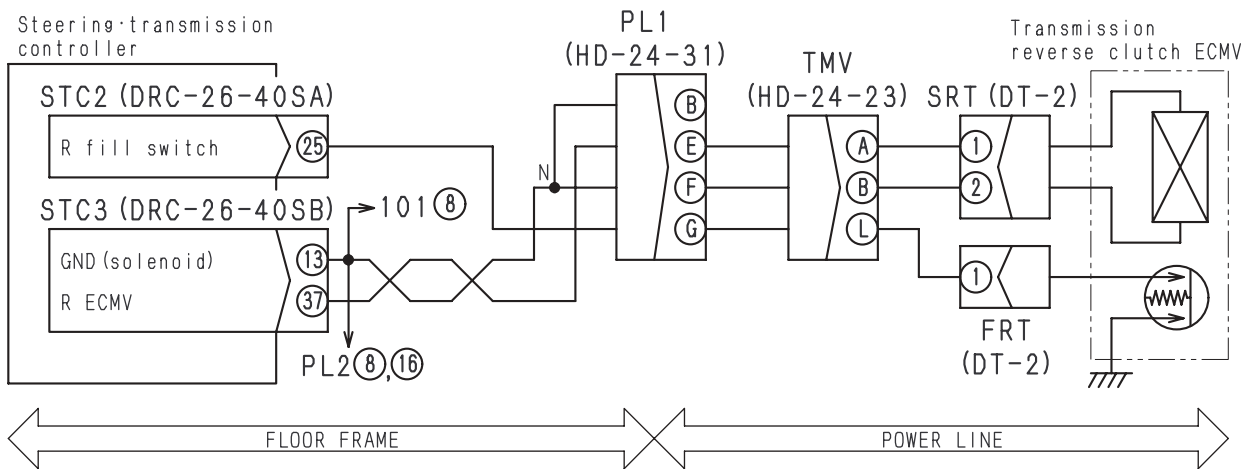 Steering·transmission
controller
STC2 (DRC-26-40SA)
R fill switch
25
STC3 (DRC-26-40SB)
GND (solenoid)
13
R ECMV
37
101 8
PL2 8, 16
N
PL1
(HD-24-31)
B
E
F
G
TMV
(HD-24-23)
A
B
L
SRT (DT-2)
1
2
1
FRT
(DT-2)
Transmission
reverse clutch ECMV
FLOOR FRAME
POWER LINE